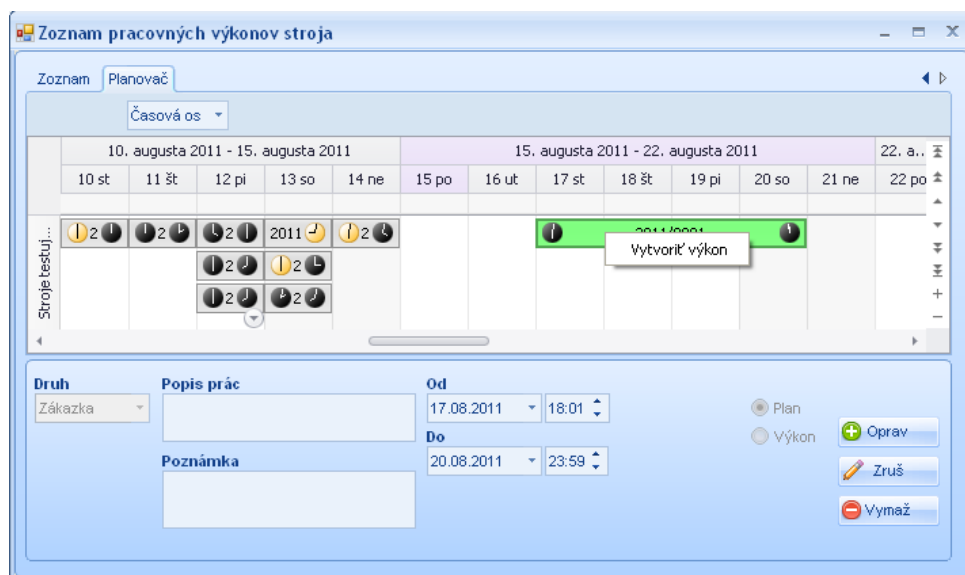 Zoznam pracovných výkonov stroja
Zoznam Planovač
Časová os
10. augusta 2011 - 15. augusta 2011 15. augusta 2011 - 22. augusta 2011 22. a..
10 st 11 št 12 pi 13 so 14 ne 15 po 16 ut 17 st 18 št 19 pi 20 so 21 ne 22 po
Stroje testuj...
2 2 2 2011 2
2 2
2 2
Vytvoriť výkon
Druh Popis prác Od
Zákazka 17.08.2011 18:01 Plan
Do Výkon Oprav
Poznámka 20.08.2011 23:59
Zruš
Vymaž